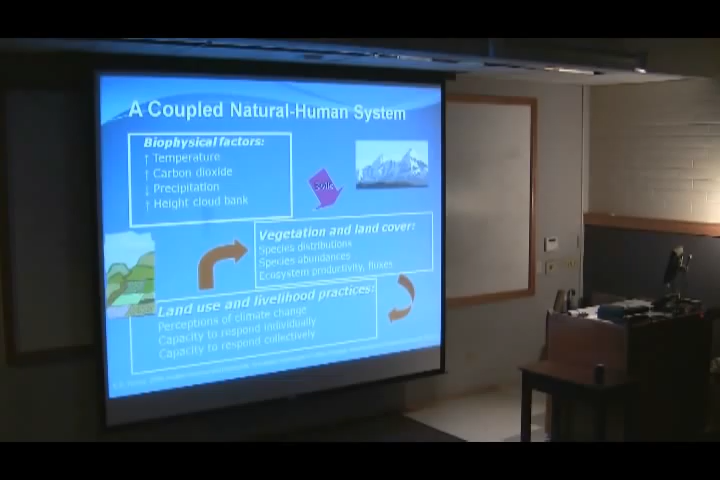 A Coupled Natural-Human System
Biophysical factors:
↑ Temperature
↑ Carbon dioxide
↓ Precipitation
↑ Height cloud bank
Soils
Vegetation and land cover:
Species distributions
Species abundances
Ecosystem productivity, fluxes
Land use and livelihood practices:
Perceptions of climate change
Capacity to respond individually
Capacity to respond collectively